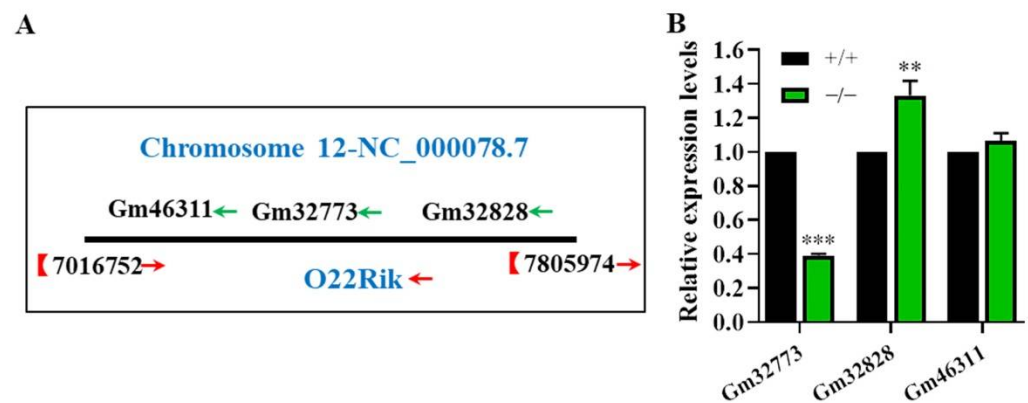 A
Chromosome 12-NC_000078.7
Gm46311← Gm32773← Gm32828←
[7016752→ [7805974→
O22Rik←
B
Relative expression levels
1.6
1.4
1.2
1.0
0.8
0.6
0.4
0.2
0.0
+/+
−/−
***
**
Gm32773 Gm32828 Gm46311